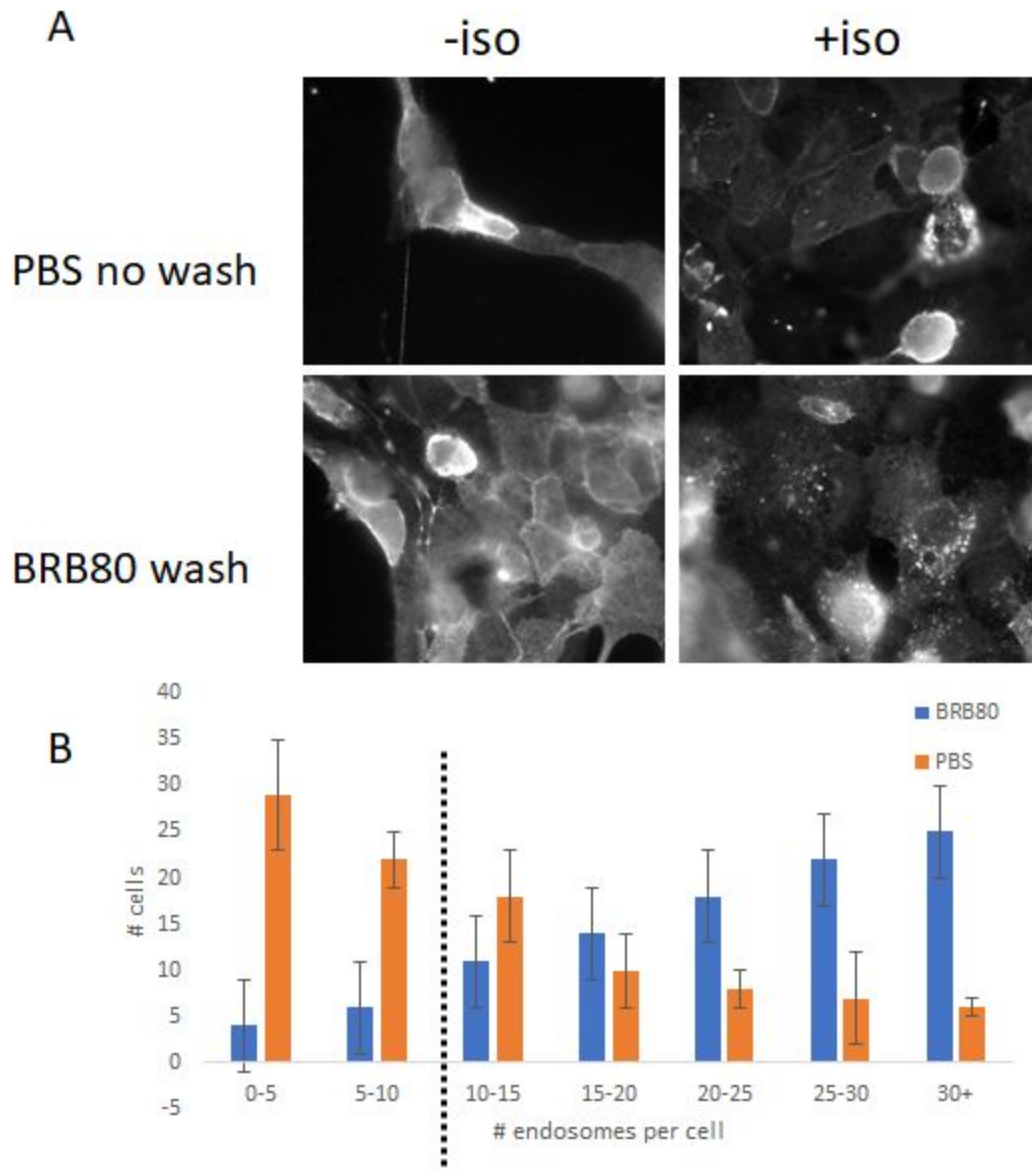 A
-iso
+iso
PBS no wash
BRB80 wash
B
40
35
30
25
20
15
10
5
0
-5
# cells
BRB80
PBS
0-5
5-10
10-15
15-20
20-25
25-30
30+
# endosomes per cell